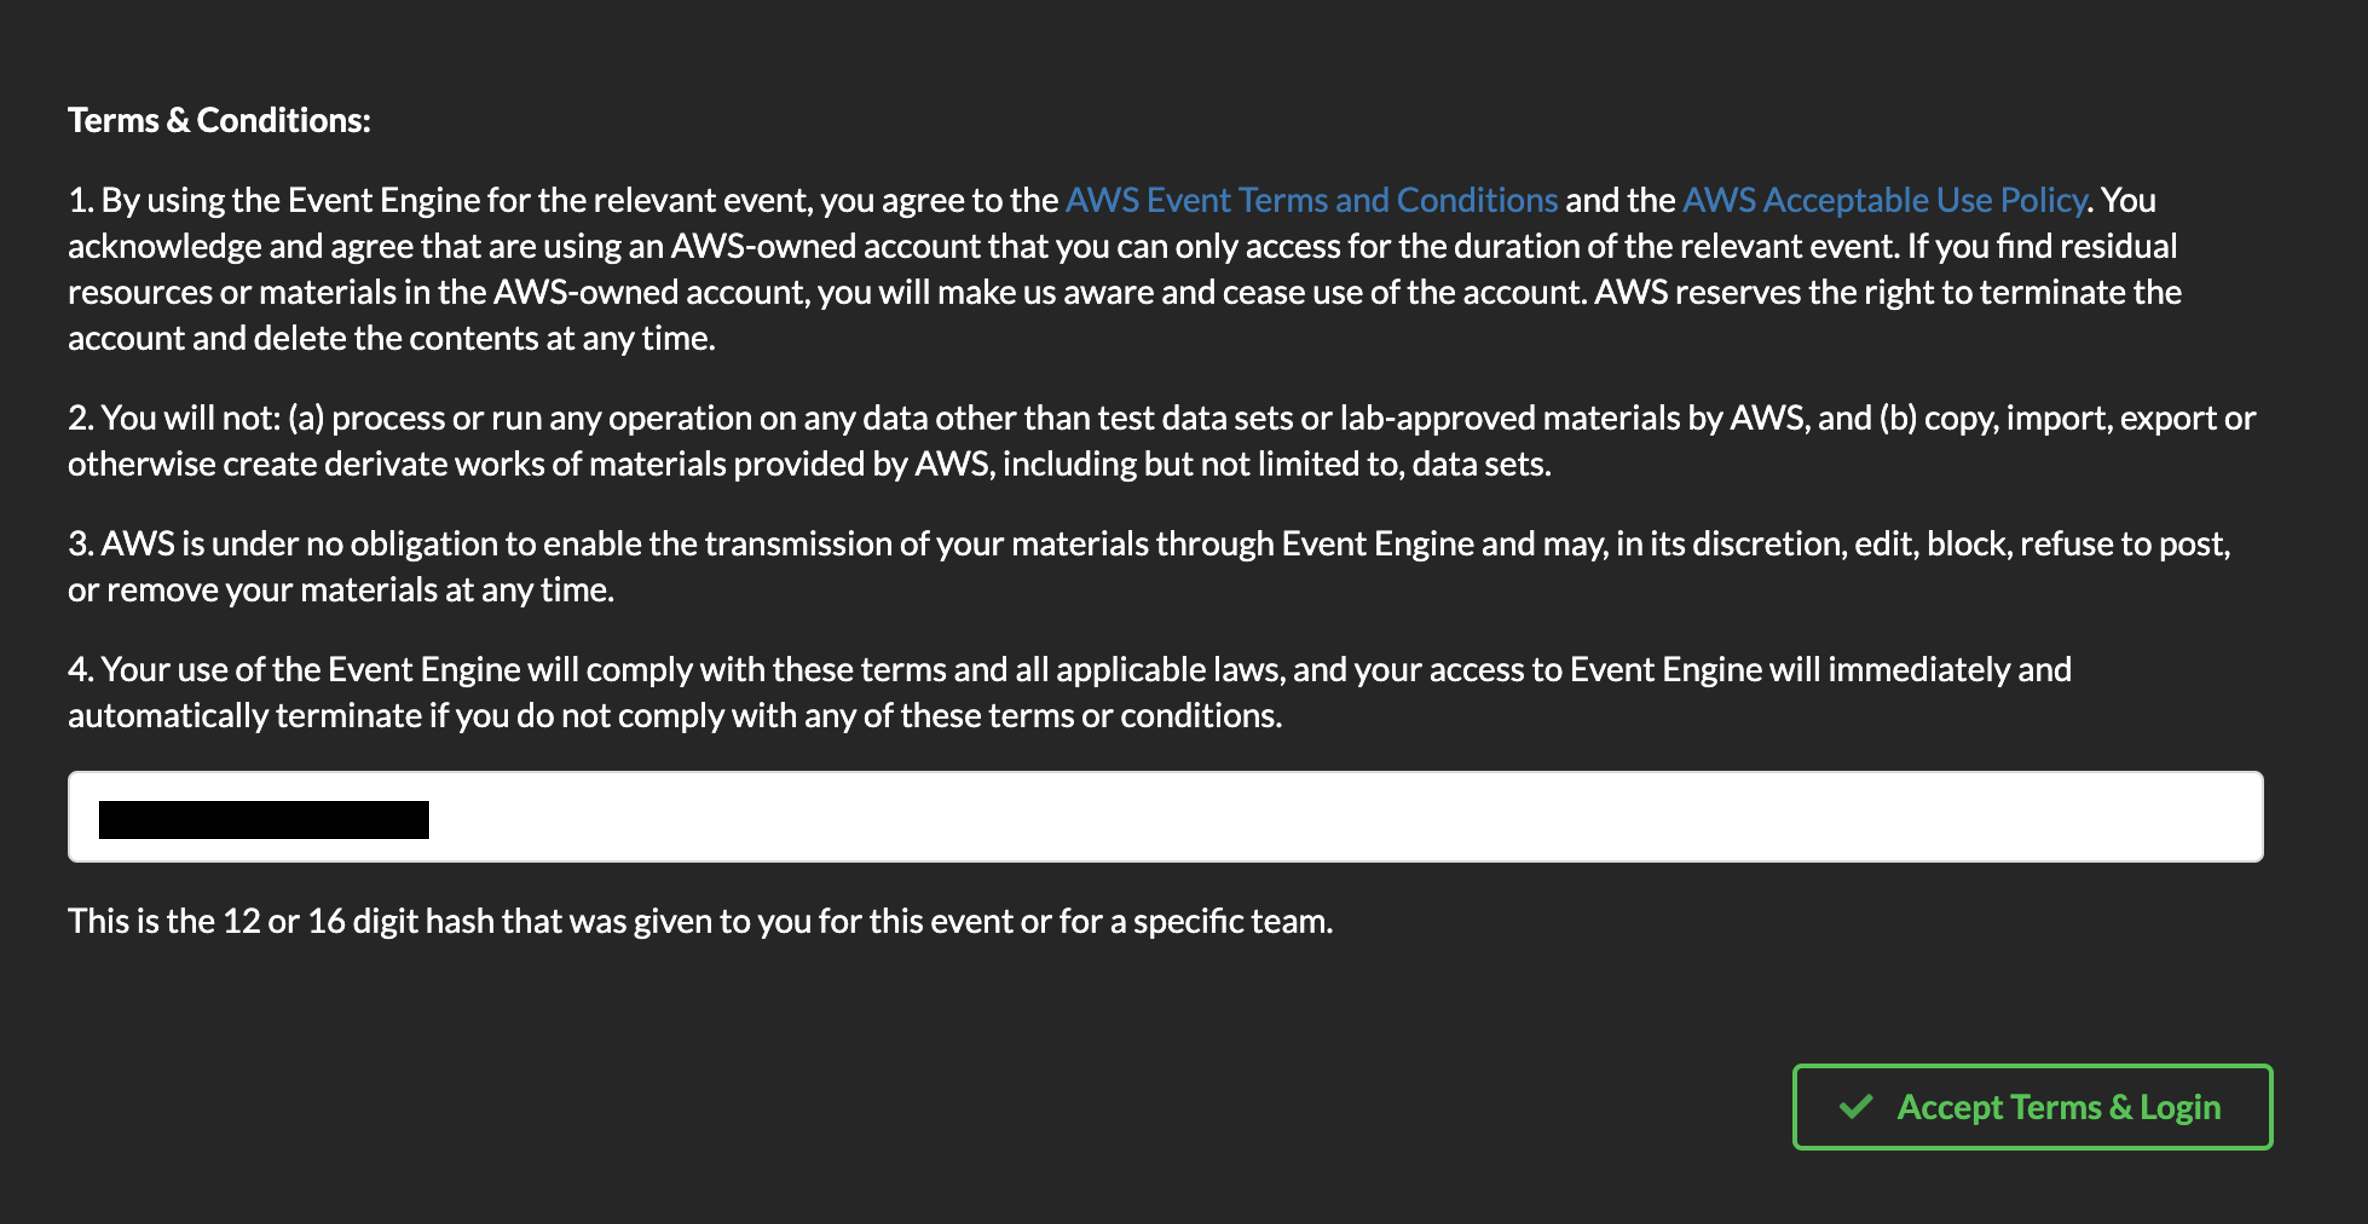 Terms & Conditions:
1. By using the Event Engine for the relevant event, you agree to the AWS Event Terms and Conditions and the AWS Acceptable Use Policy. You
acknowledge and agree that are using an AWS-owned account that you can only access for the duration of the relevant event. If you find residual
resources or materials in the AWS-owned account, you will make us aware and cease use of the account. AWS reserves the right to terminate the
account and delete the contents at any time.
2. You will not: (a) process or run any operation on any data other than test data sets or lab-approved materials by AWS, and (b) copy, import, export or
otherwise create derivate works of materials provided by AWS, including but not limited to, data sets.
3. AWS is under no obligation to enable the transmission of your materials through Event Engine and may, in its discretion, edit, block, refuse to post,
or remove your materials at any time.
4. Your use of the Event Engine will comply with these terms and all applicable laws, and your access to Event Engine will immediately and
automatically terminate if you do not comply with any of these terms or conditions.
This is the 12 or 16 digit hash that was given to you for this event or for a specific team.
Accept Terms & Login